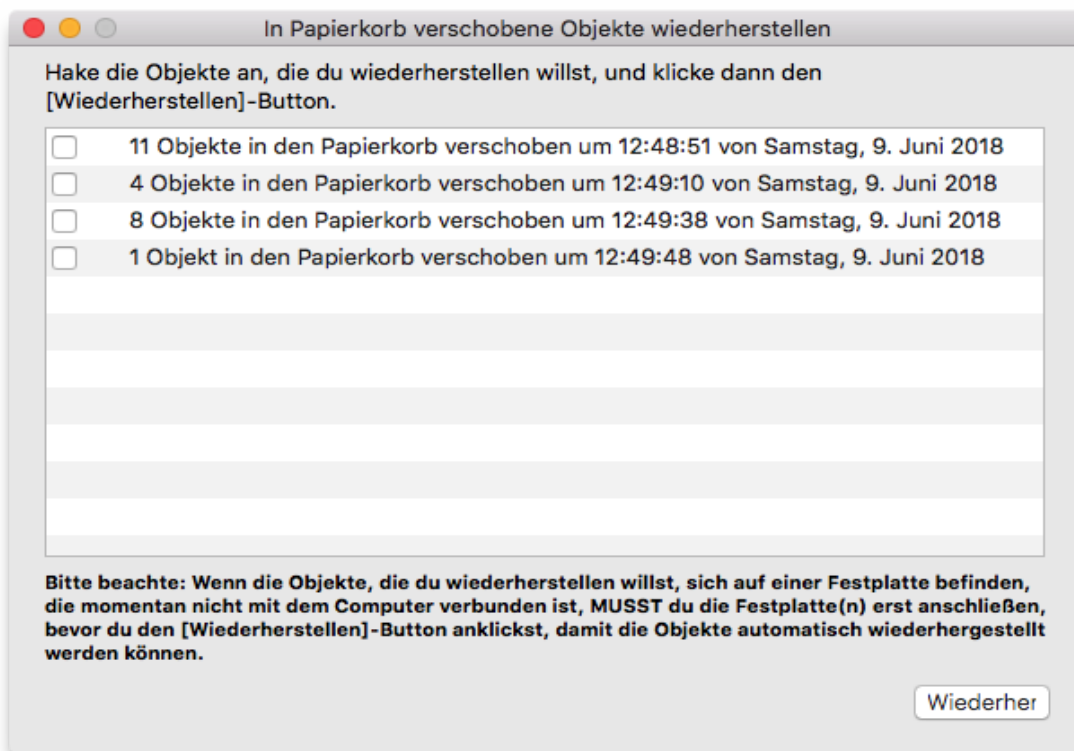 In Papierkorb verschobene Objekte wiederherstellen
Hake die Objekte an, die du wiederherstellen willst, und klicke dann den
[Wiederherstellen]-Button.
11 Objekte in den Papierkorb verschoben um 12:48:51 von Samstag, 9. Juni 2018
4 Objekte in den Papierkorb verschoben um 12:49:10 von Samstag, 9. Juni 2018
8 Objekte in den Papierkorb verschoben um 12:49:38 von Samstag, 9. Juni 2018
1 Objekt in den Papierkorb verschoben um 12:49:48 von Samstag, 9. Juni 2018
Bitte beachte: Wenn die Objekte, die du wiederherstellen willst, sich auf einer Festplatte befinden,
die momentan nicht mit dem Computer verbunden ist, MUSST du die Festplatte(n) erst anschließen,
bevor du den [Wiederherstellen]-Button anklickst, damit die Objekte automatisch wiederhergestellt
werden können.
Wiederher